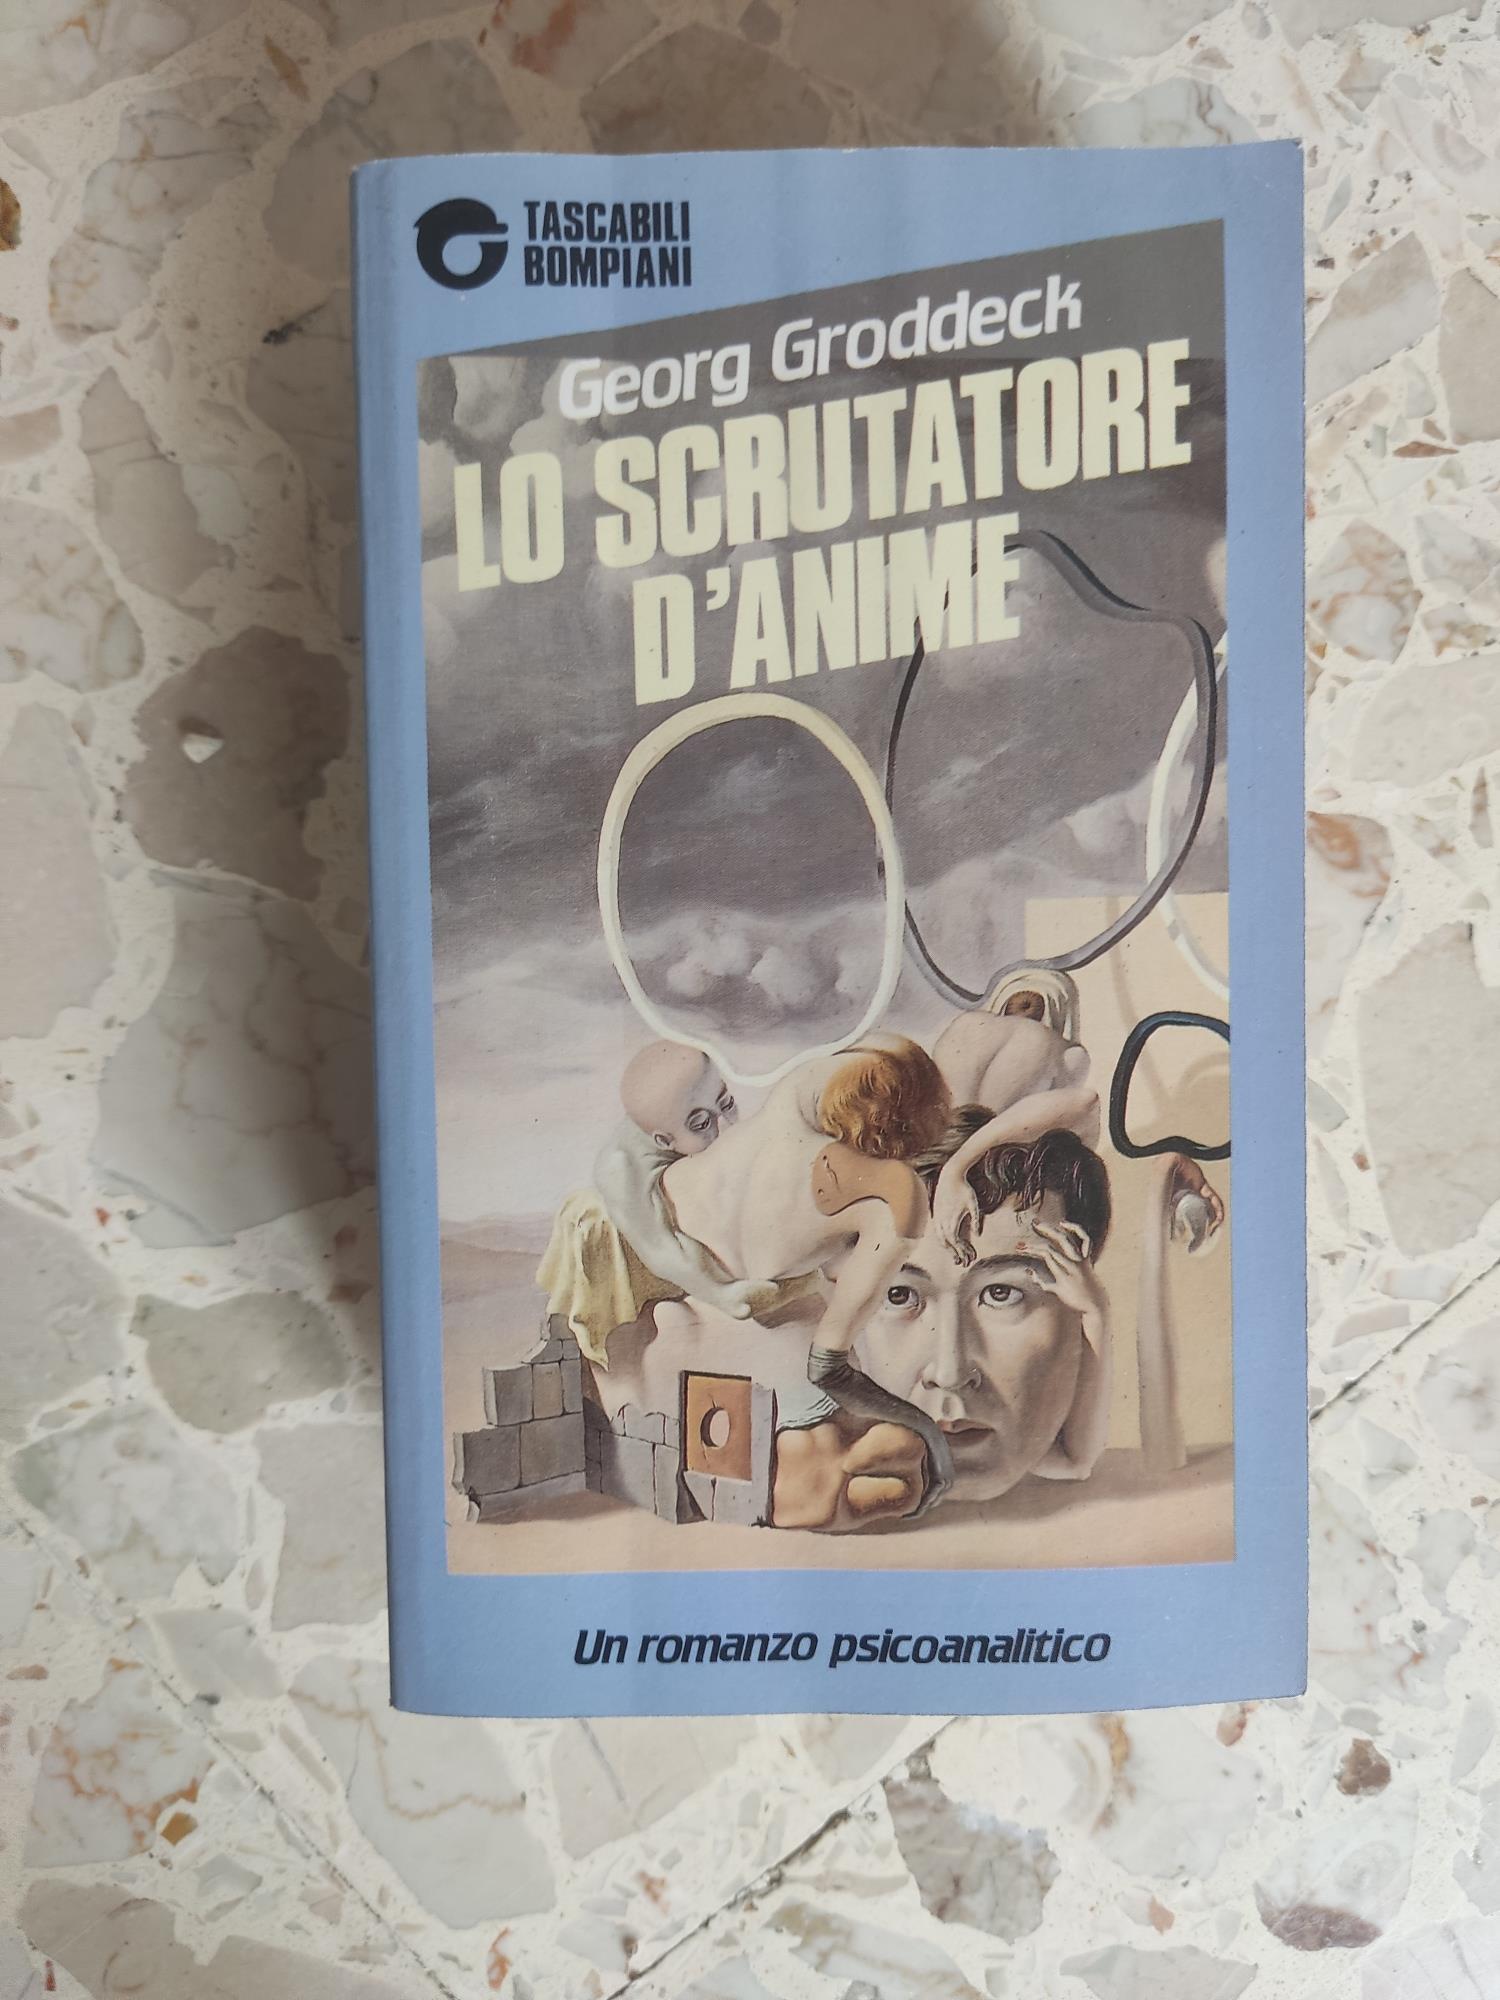 TASCABILI
BOMPIANI
Georg Groddeck
LO SCRUTATORE
D'ANIME
Un romanzo psicoanalitico